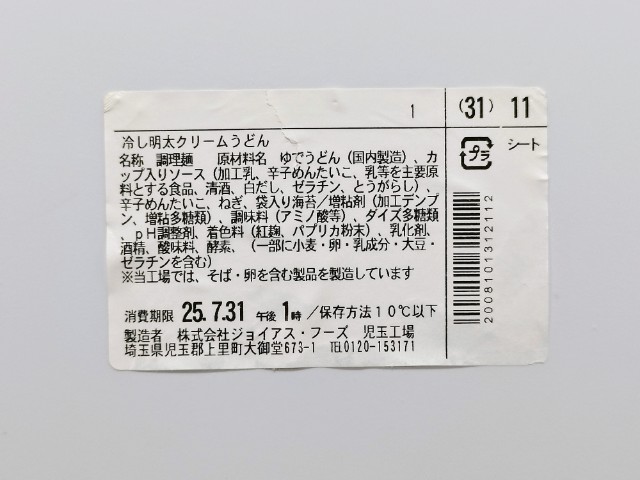 1
(31) 11
冷し明太クリームうどん
名称 調理麺 原材料名 ゆでうどん(国内製造)、カ
ップ入りソース(加工乳、辛子めんたいこ、乳等を主要原
料とする食品、清酒、白だし、ゼラチン、とうがらし)、
辛子めんたいこ、ねぎ、袋入り海苔/増粘剤(加工デンプ
ン、増粘多糖類)、調味料(アミノ酸等)、ダイズ多糖類
、pH調整剤、着色料(紅麹、パプリカ粉末)、乳化剤、
酒精、酸味料、酵素、(一部に小麦・卵・乳成分・大豆・
ゼラチンを含む)
※当工場では、そば・卵を含む製品を製造しています
消費期限 25.7.31 午後1時/保存方法10℃以下
製造者 株式会社ジョイアス・フーズ 児玉工場
埼玉県児玉郡上里町大御堂673-1 TEL0120-153171
プラ
シート
2008101312112